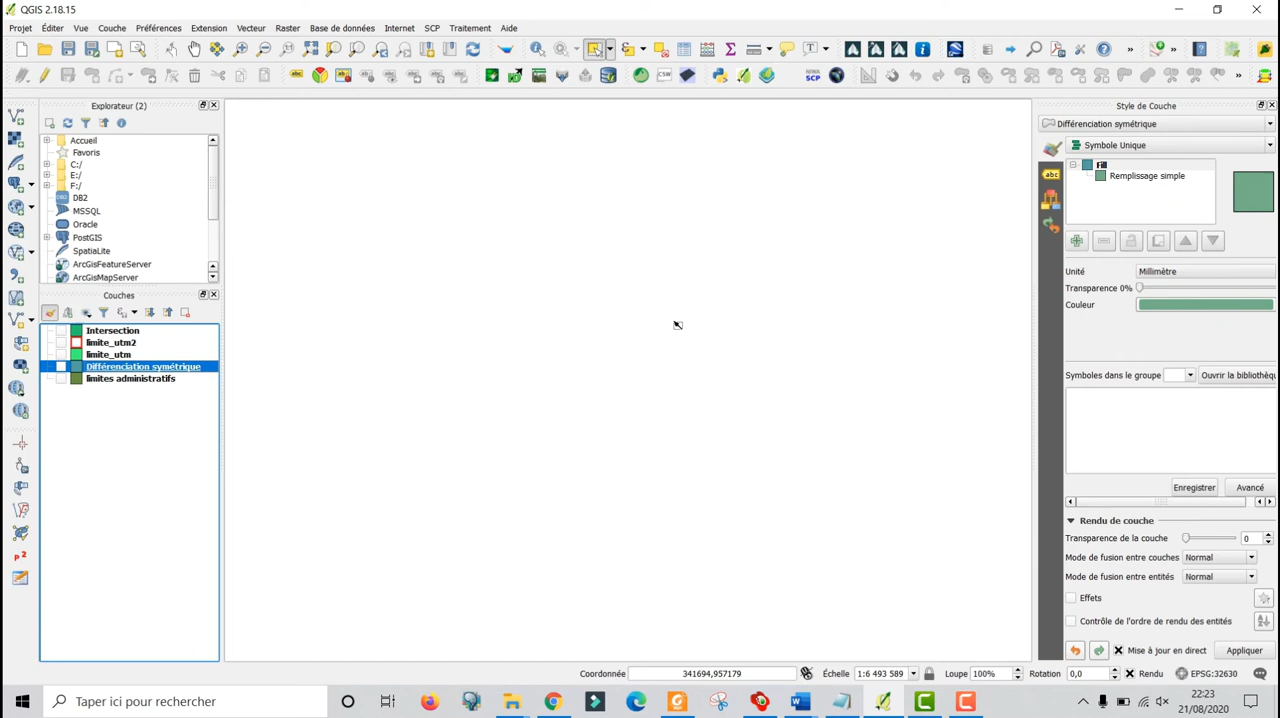 QGIS 2.18.15
Projet Éditer Vue Couche Préférences Extension Vecteur Raster Base de données Internet SCP Traitement Aide
Explorateur (2)
Accueil
Favoris
C:/
E:/
F:/
DB2
MSSQL
Oracle
PostGIS
SpatiaLite
ArcGisFeatureServer
ArcGisMapServer
Couches
Intersection
limite_utm2
limite_utm
Différenciation symétrique
limites administratifs
Style de Couche
Différenciation symétrique
Symbole Unique
Fill
Remplissage simple
Unité Millimètre
Transparence 0%
Couleur
Symboles dans le groupe Ouvrir la bibliothèq
Enregistrer Avancé
Rendu de couche
Transparence de la couche 0
Mode de fusion entre couches Normal
Mode de fusion entre entités Normal
Effets
Contrôle de l'ordre de rendu des entités
Mise à jour en direct Appliquer
Coordonnée 341694,957179 Échelle 1:6 493 589 Loupe 100% Rotation 0,0 Rendu EPSG:32630
Taper ici pour rechercher
22:23
21/08/2020